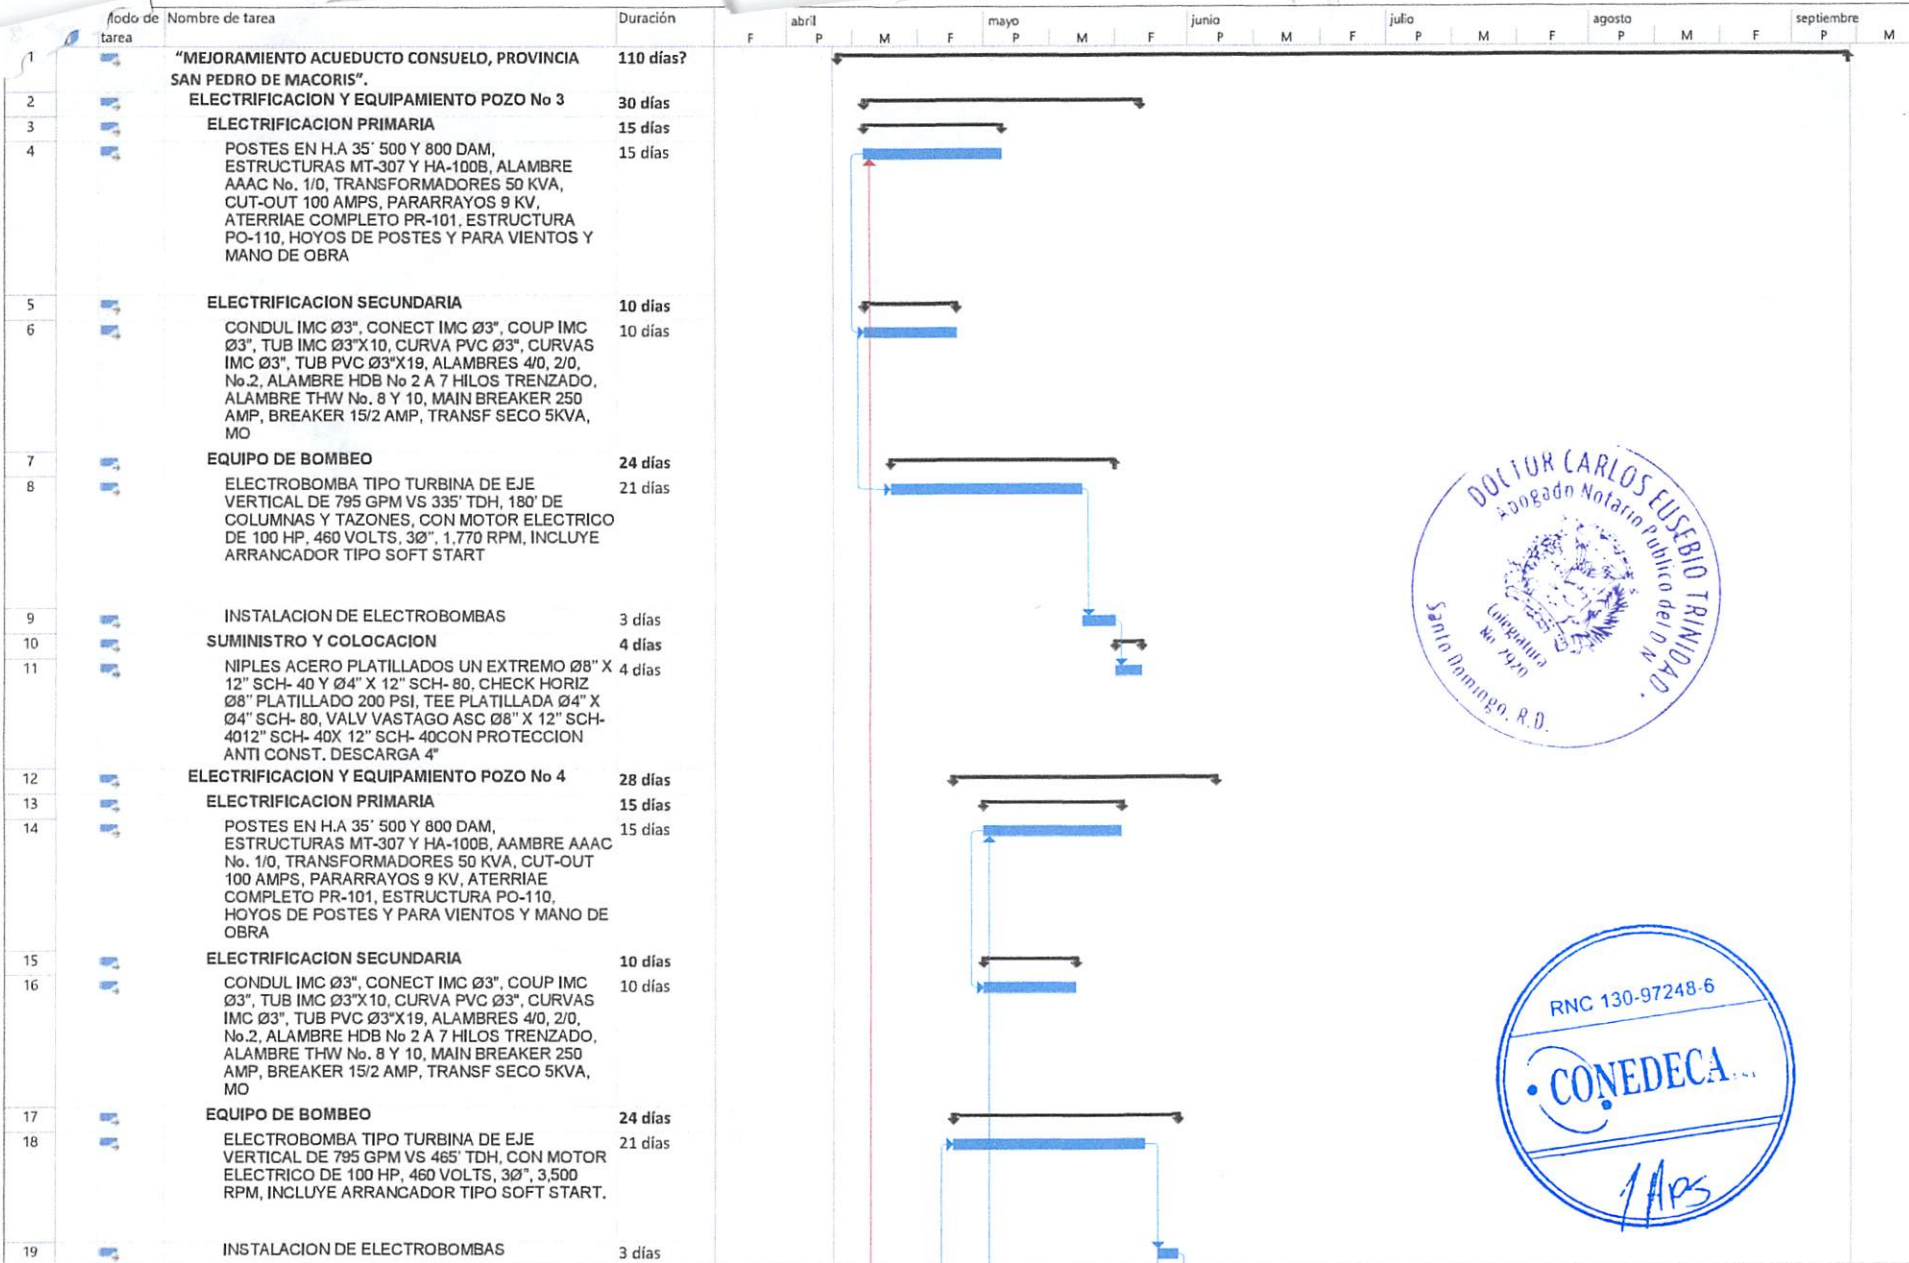 Modo de tarea Nombre de tarea Duración
abril mayo junio julio agosto septiembre
F P M F P M F P M F P M F P M F P M
1 "MEJORAMIENTO ACUEDUCTO CONSUELO, PROVINCIA 110 días?
SAN PEDRO DE MACORIS".
2 ELECTRIFICACION Y EQUIPAMIENTO POZO No 3 30 días
3 ELECTRIFICACION PRIMARIA 15 días
4 POSTES EN H.A 35' 500 Y 800 DAM, 15 días
ESTRUCTURAS MT-307 Y HA-100B, ALAMBRE
AAAC No. 1/0, TRANSFORMADORES 50 KVA,
CUT-OUT 100 AMPS, PARARRAYOS 9 KV,
ATERRIAE COMPLETO PR-101, ESTRUCTURA
PO-110, HOYOS DE POSTES Y PARA VIENTOS Y
MANO DE OBRA
5 ELECTRIFICACION SECUNDARIA 10 días
6 CONDUL IMC Ø3", CONECT IMC Ø3", COUP IMC 10 días
Ø3", TUB IMC Ø3"X10, CURVA PVC Ø3", CURVAS
IMC Ø3", TUB PVC Ø3"X19, ALAMBRES 4/0, 2/0,
No.2, ALAMBRE HDB No 2 A 7 HILOS TRENZADO,
ALAMBRE THW No. 8 Y 10, MAIN BREAKER 250
AMP, BREAKER 15/2 AMP, TRANSF SECO 5KVA,
MO
7 EQUIPO DE BOMBEO 24 días
8 ELECTROBOMBA TIPO TURBINA DE EJE 21 días
VERTICAL DE 795 GPM VS 335' TDH, 180' DE
COLUMNAS Y TAZONES, CON MOTOR ELECTRICO
DE 100 HP, 460 VOLTS, 3Ø", 1,770 RPM, INCLUYE
ARRANCADOR TIPO SOFT START
9 INSTALACION DE ELECTROBOMBAS 3 días
10 SUMINISTRO Y COLOCACION 4 días
11 NIPLES ACERO PLATILLADOS UN EXTREMO Ø8" X 4 días
12" SCH- 40 Y Ø4" X 12" SCH- 80, CHECK HORIZ
Ø8" PLATILLADO 200 PSI, TEE PLATILLADA Ø4" X
Ø4" SCH- 80, VALV VASTAGO ASC Ø8" X 12" SCH-
4012" SCH- 40X 12" SCH- 40CON PROTECCION
ANTI CONST. DESCARGA 4"
12 ELECTRIFICACION Y EQUIPAMIENTO POZO No 4 28 días
13 ELECTRIFICACION PRIMARIA 15 días
14 POSTES EN H.A 35' 500 Y 800 DAM, 15 días
ESTRUCTURAS MT-307 Y HA-100B, AAMBRE AAAC
No. 1/0, TRANSFORMADORES 50 KVA, CUT-OUT
100 AMPS, PARARRAYOS 9 KV, ATERRIAE
COMPLETO PR-101, ESTRUCTURA PO-110,
HOYOS DE POSTES Y PARA VIENTOS Y MANO DE
OBRA
15 ELECTRIFICACION SECUNDARIA 10 días
16 CONDUL IMC Ø3", CONECT IMC Ø3", COUP IMC 10 días
Ø3", TUB IMC Ø3"X10, CURVA PVC Ø3", CURVAS
IMC Ø3", TUB PVC Ø3"X19, ALAMBRES 4/0, 2/0,
No.2, ALAMBRE HDB No 2 A 7 HILOS TRENZADO,
ALAMBRE THW No. 8 Y 10, MAIN BREAKER 250
AMP, BREAKER 15/2 AMP, TRANSF SECO 5KVA,
MO
17 EQUIPO DE BOMBEO 24 días
18 ELECTROBOMBA TIPO TURBINA DE EJE 21 días
VERTICAL DE 795 GPM VS 465' TDH, CON MOTOR
ELECTRICO DE 100 HP, 460 VOLTS, 3Ø", 3,500
RPM, INCLUYE ARRANCADOR TIPO SOFT START.
19 INSTALACION DE ELECTROBOMBAS 3 días
DOCTOR CARLOS EUSEBIO TRINIDAD
Abogado Notario Público del D N
Colegiatura
No 7920
Santo Domingo, R.D.
RNC 130-97248-6
CONEDECA